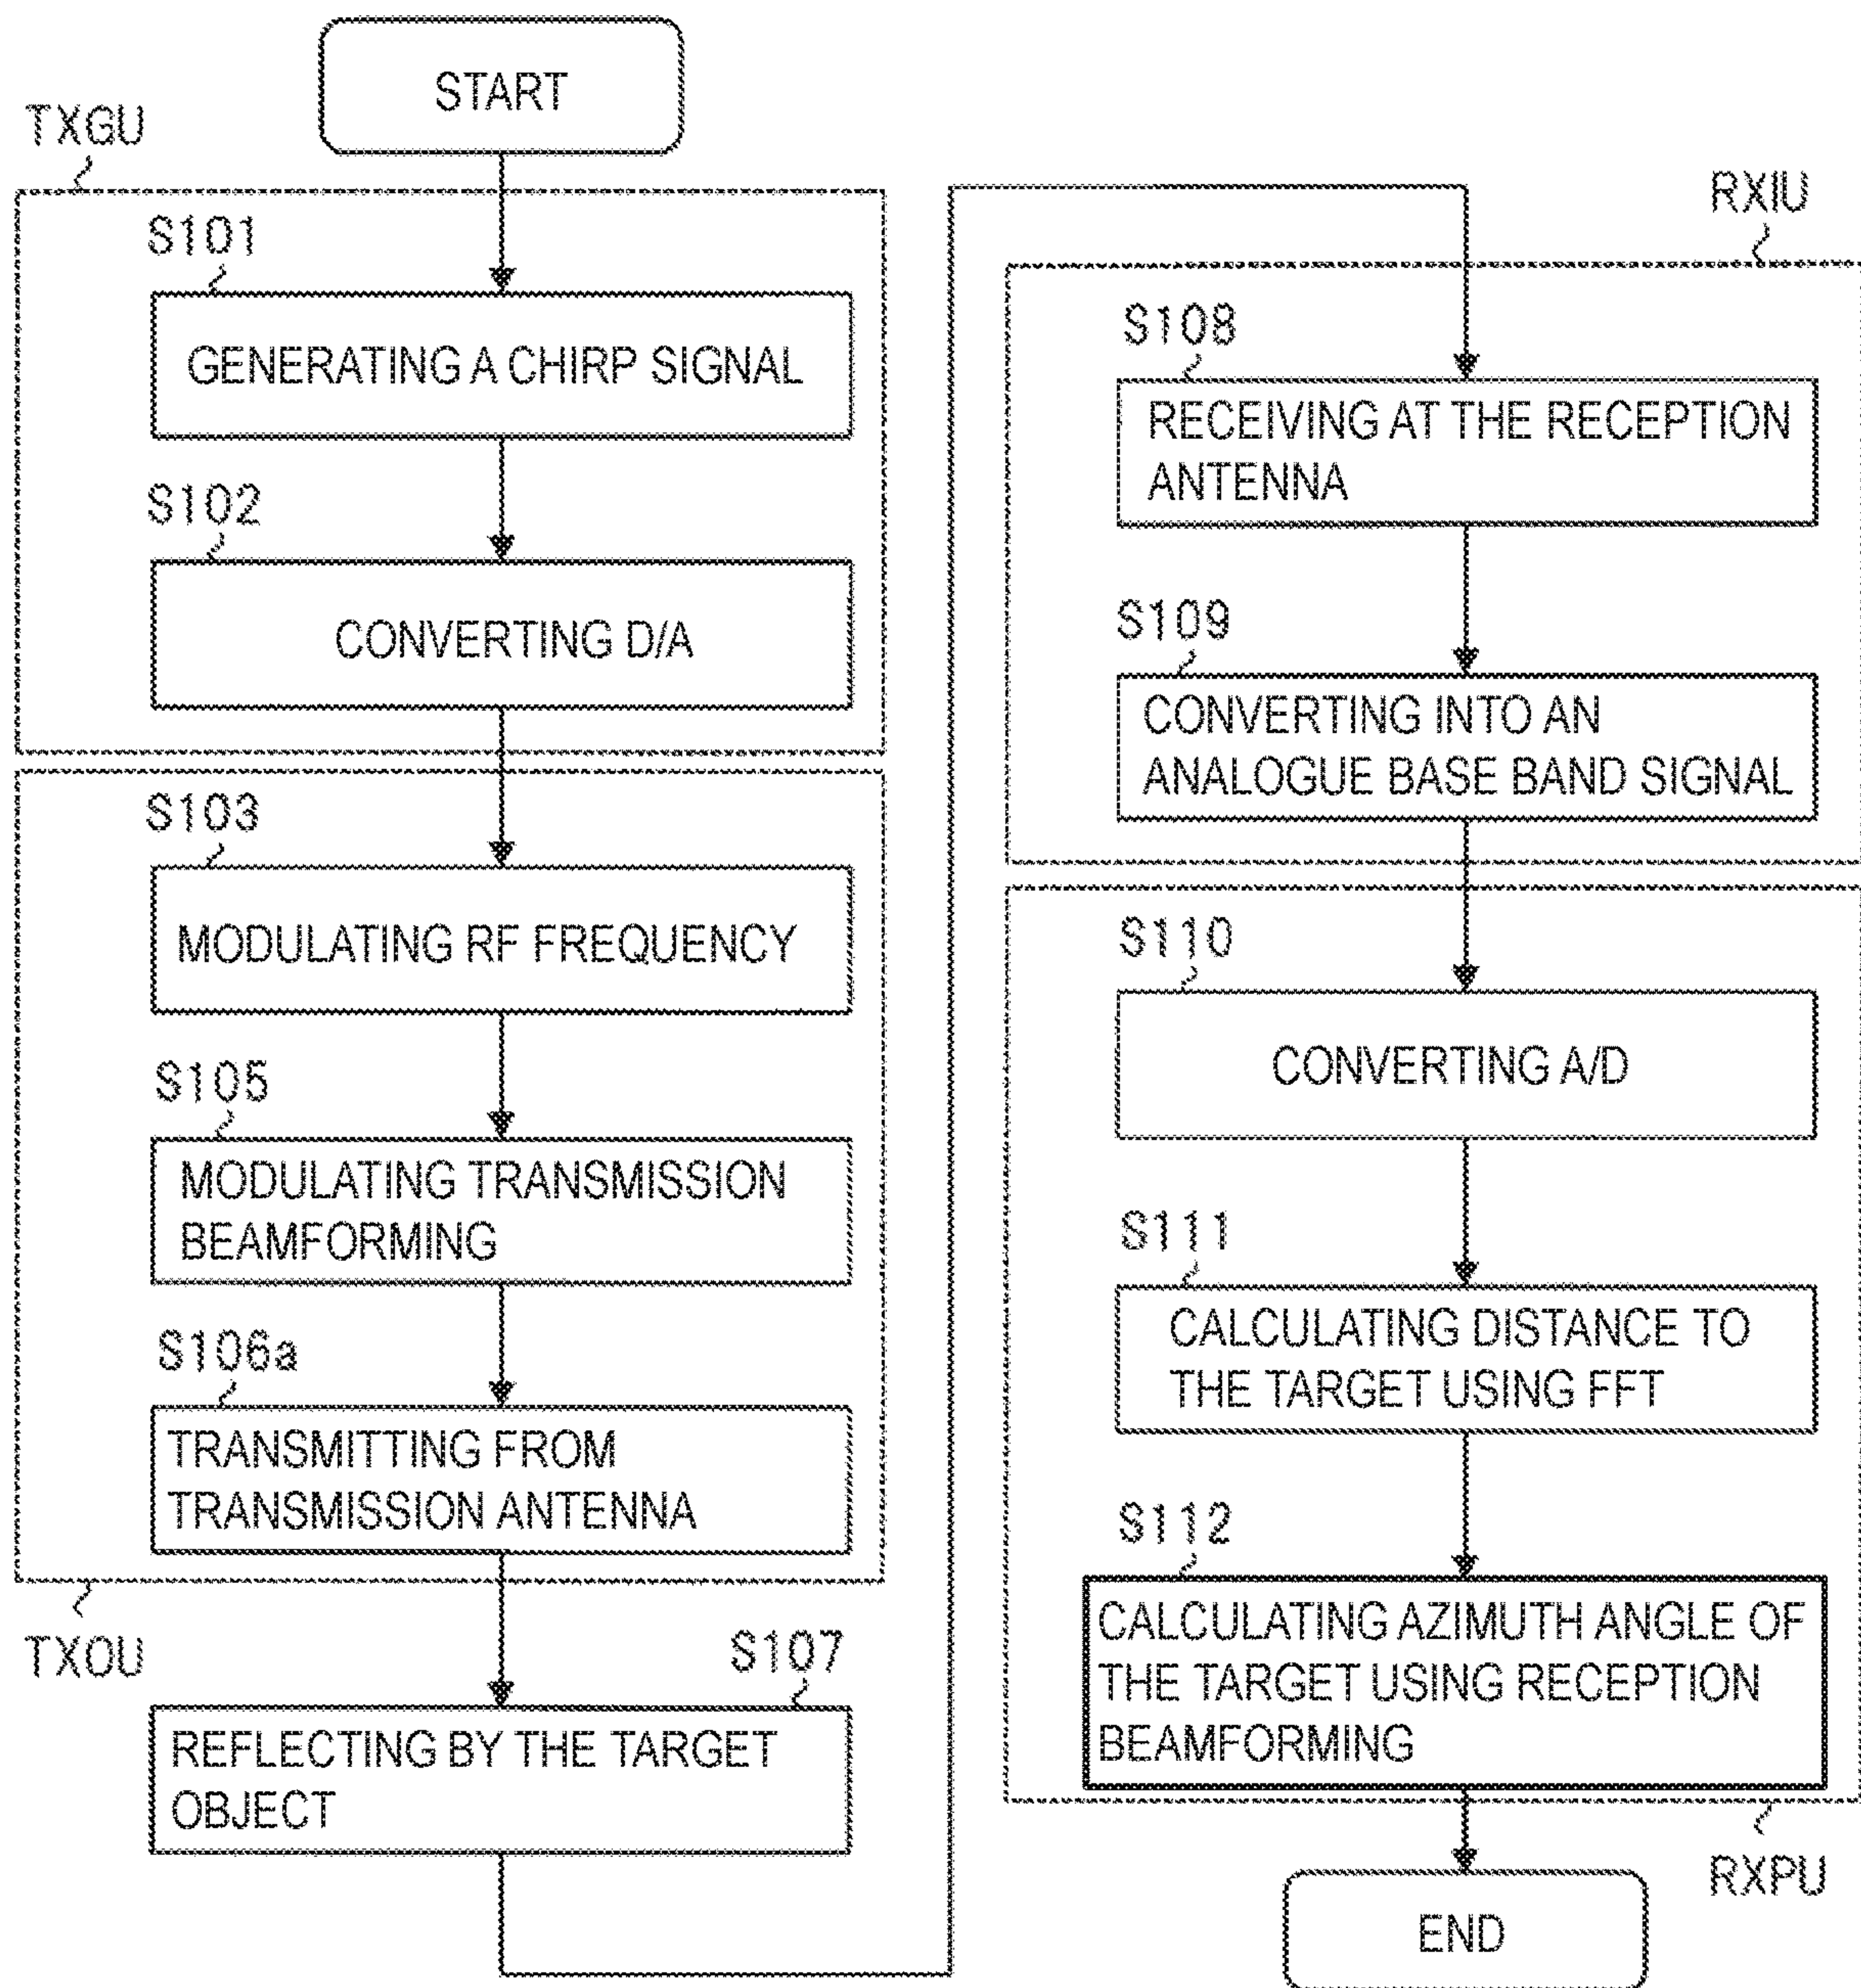 START
TXGU
S101
GENERATING A CHIRP SIGNAL
S102
CONVERTING D/A
S103
MODULATING RF FREQUENCY
S105
MODULATING TRANSMISSION
BEAMFORMING
S106a
TRANSMITTING FROM
TRANSMISSION ANTENNA
TXOU
S107
REFLECTING BY THE TARGET
OBJECT
RXIU
S108
RECEIVING AT THE RECEPTION
ANTENNA
S109
CONVERTING INTO AN
ANALOGUE BASE BAND SIGNAL
S110
CONVERTING A/D
S111
CALCULATING DISTANCE TO
THE TARGET USING FFT
S112
CALCULATING AZIMUTH ANGLE OF
THE TARGET USING RECEPTION
BEAMFORMING
RXPU
END